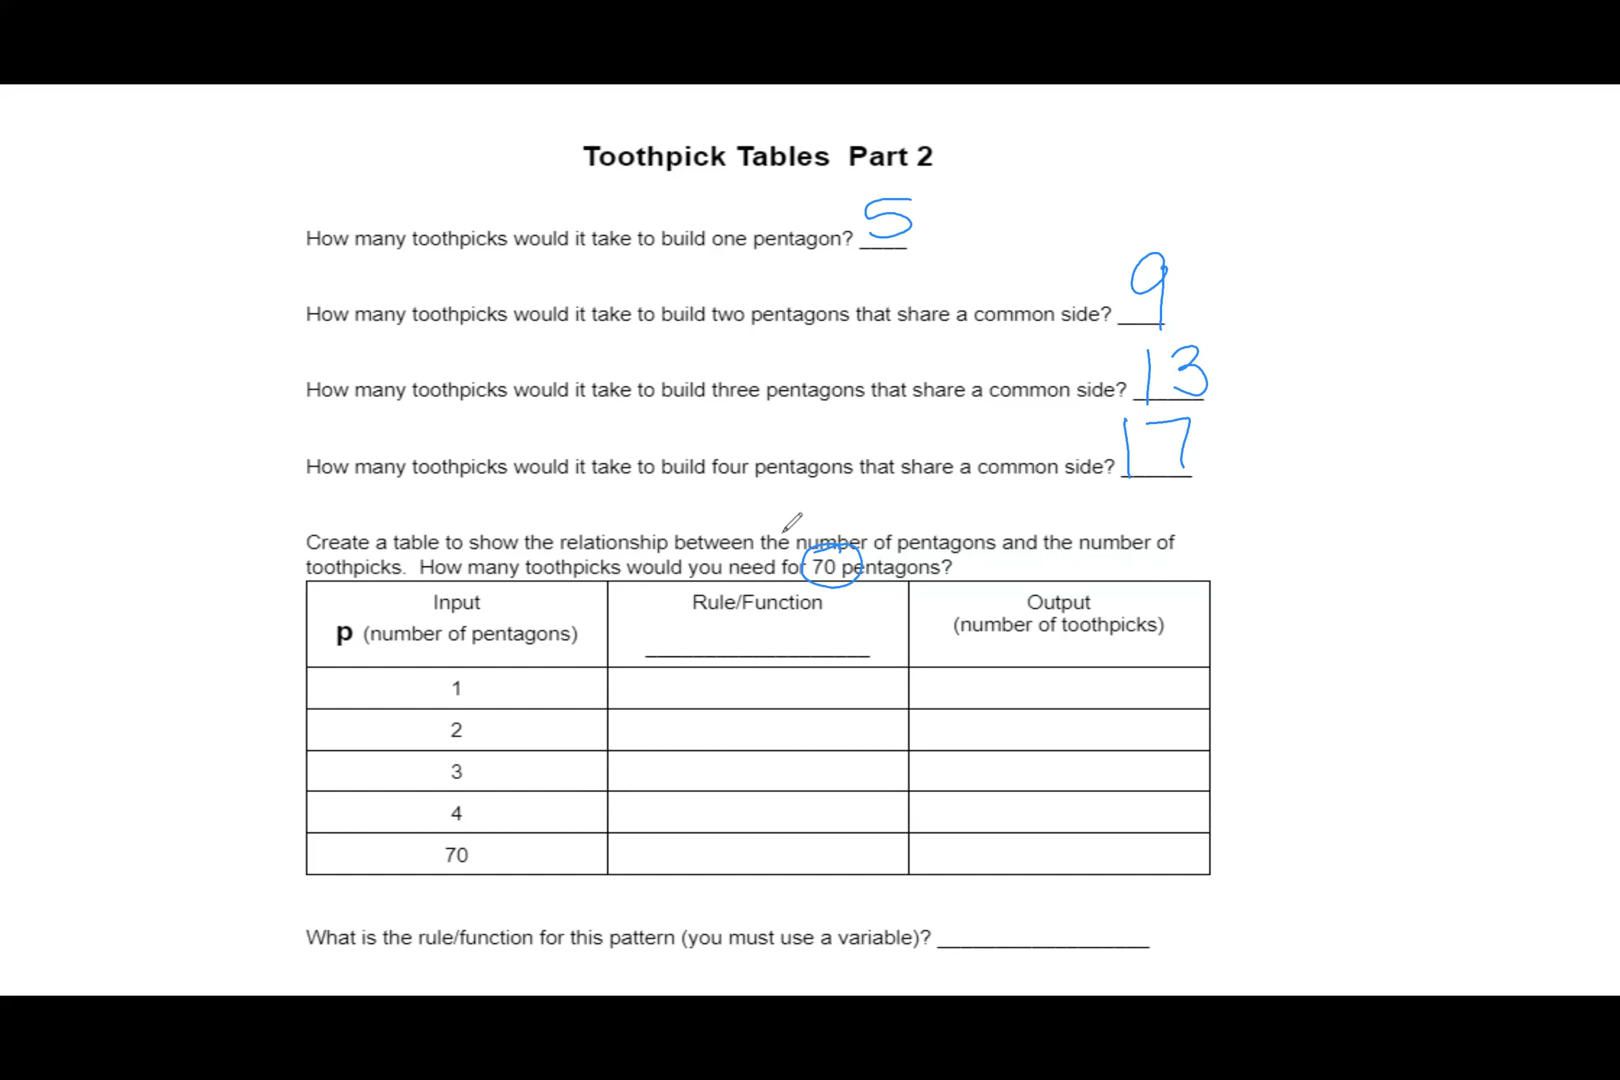 Toothpick Tables Part 2
How many toothpicks would it take to build one pentagon? 5
How many toothpicks would it take to build two pentagons that share a common side? 9
How many toothpicks would it take to build three pentagons that share a common side? 13
How many toothpicks would it take to build four pentagons that share a common side? 17
Create a table to show the relationship between the number of pentagons and the number of
toothpicks. How many toothpicks would you need for 70 pentagons?
Input Rule/Function Output
p (number of pentagons) (number of toothpicks)
1
2
3
4
70
What is the rule/function for this pattern (you must use a variable)?